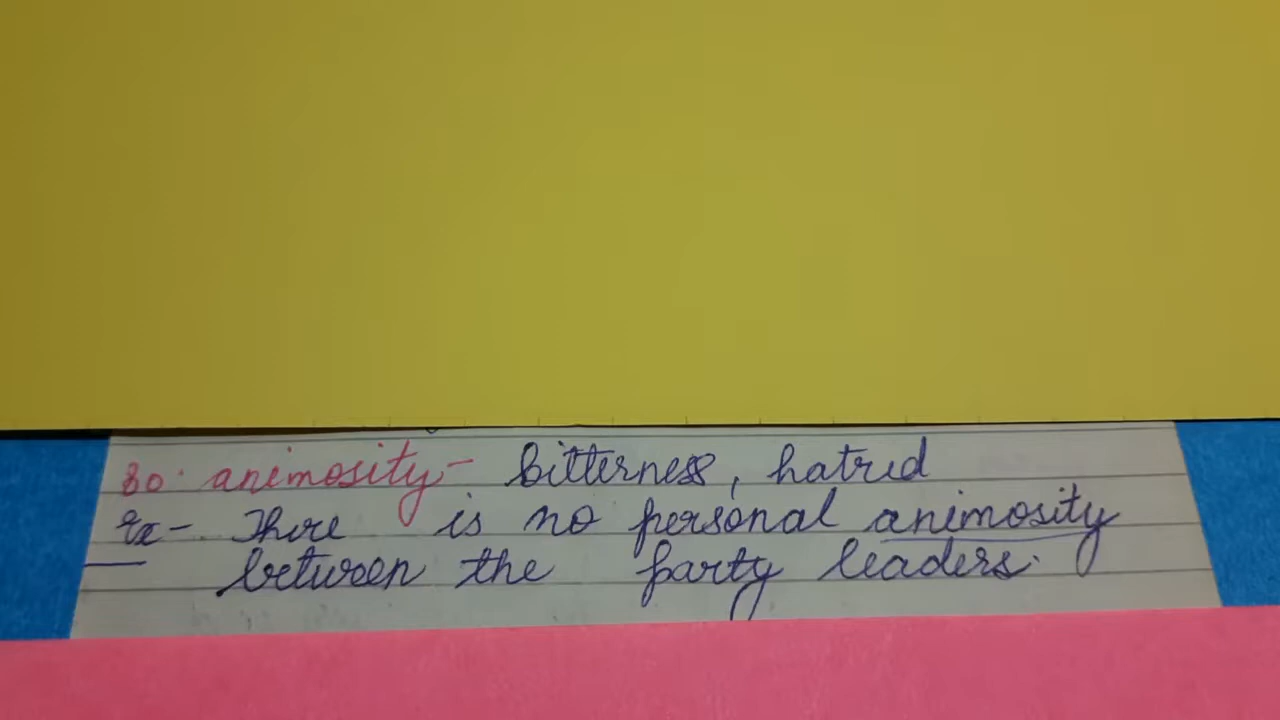 80. animosity - bitterness, hatred
Ex - There is no personal animosity
between the party leaders.